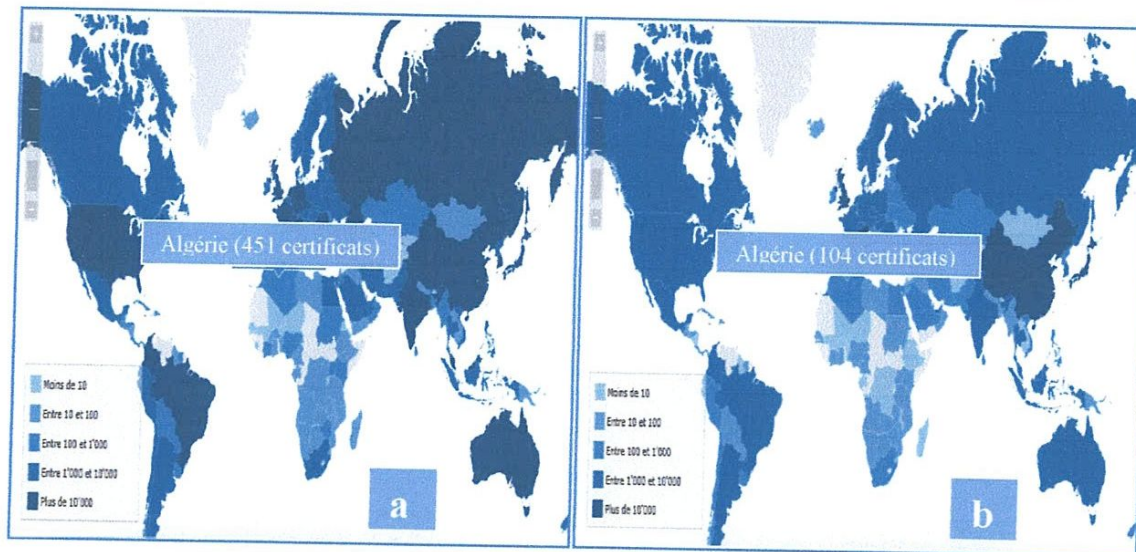 Algérie (451 certificats)
Moins de 10
Entre 10 et 100
Entre 100 et 1'000
Entre 1'000 et 10'000
Plus de 10'000
a
Algérie (104 certificats)
Moins de 10
Entre 10 et 100
Entre 100 et 1'000
Entre 1'000 et 10'000
Plus de 10'000
b